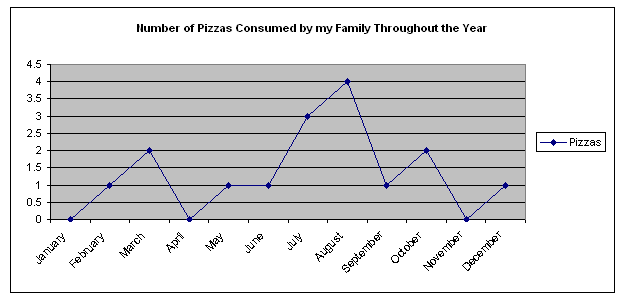 Number of Pizzas Consumed by my Family Throughout the Year
4.5
4
3.5
3
2.5
2
1.5
1
0.5
0
January
February
March
April
May
June
July
August
September
October
November
December
Pizzas